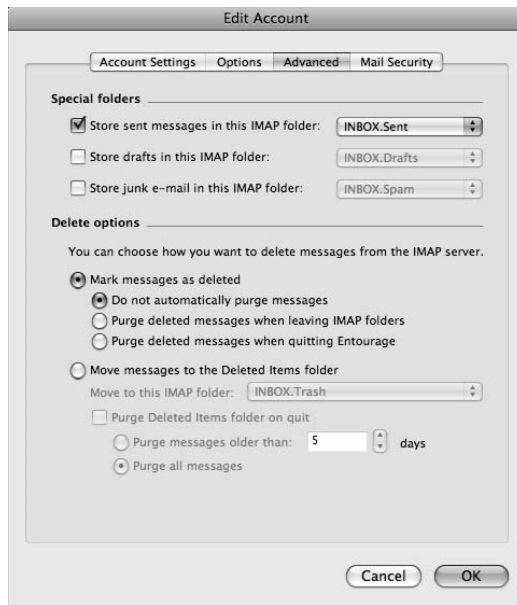 Edit Account
Account Settings Options Advanced Mail Security
Special folders
Store sent messages in this IMAP folder: INBOX.Sent
Store drafts in this IMAP folder: INBOX.Drafts
Store junk e-mail in this IMAP folder: INBOX.Spam
Delete options
You can choose how you want to delete messages from the IMAP server.
Mark messages as deleted
Do not automatically purge messages
Purge deleted messages when leaving IMAP folders
Purge deleted messages when quitting Entourage
Move messages to the Deleted Items folder
Move to this IMAP folder: INBOX.Trash
Purge Deleted Items folder on quit
Purge messages older than: 5 days
Purge all messages
Cancel OK